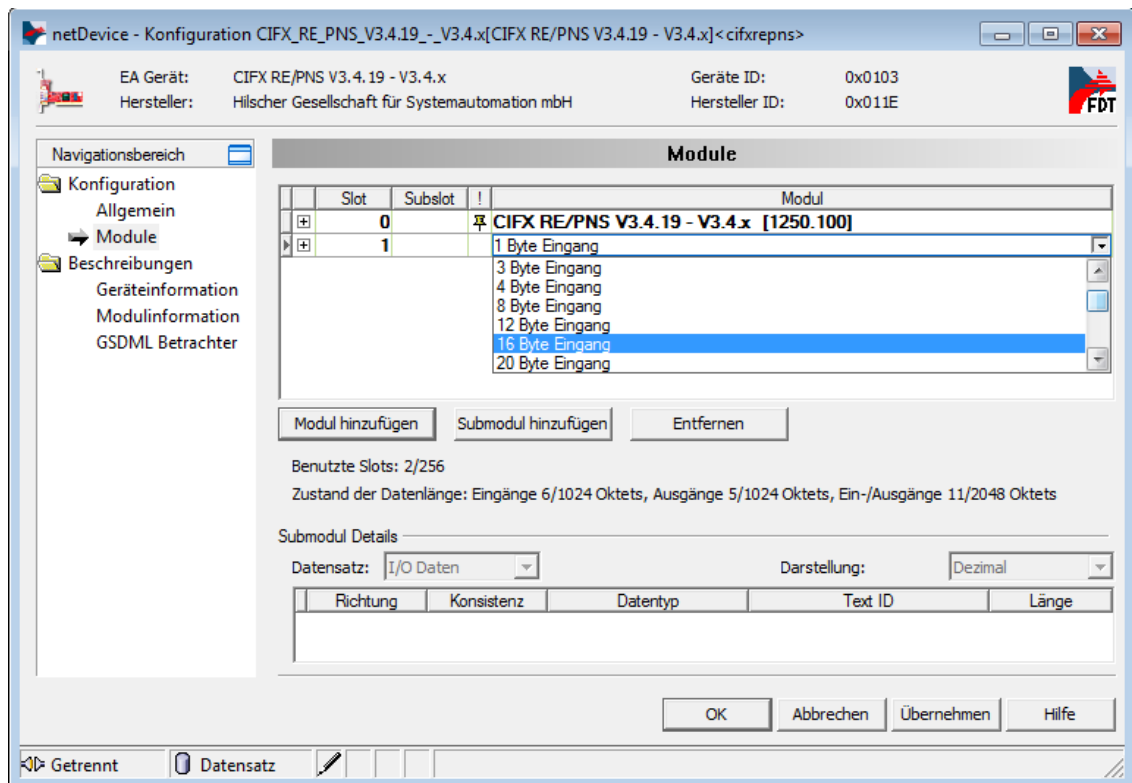 netDevice - Konfiguration CIFX_RE_PNS_V3.4.19_-_V3.4.x[CIFX RE/PNS V3.4.19 - V3.4.x]<cifxrepns>
EA Gerät: CIFX RE/PNS V3.4.19 - V3.4.x Geräte ID: 0x0103
Hersteller: Hilscher Gesellschaft für Systemautomation mbH Hersteller ID: 0x011E
FDT
Navigationsbereich
Konfiguration
Allgemein
Module
Beschreibungen
Geräteinformation
Modulinformation
GSDML Betrachter
Module
Slot Subslot ! Modul
0 CIFX RE/PNS V3.4.19 - V3.4.x [1250.100]
1 1 Byte Eingang
3 Byte Eingang
4 Byte Eingang
8 Byte Eingang
12 Byte Eingang
16 Byte Eingang
20 Byte Eingang
Modul hinzufügen Submodul hinzufügen Entfernen
Benutzte Slots: 2/256
Zustand der Datenlänge: Eingänge 6/1024 Oktets, Ausgänge 5/1024 Oktets, Ein-/Ausgänge 11/2048 Oktets
Submodul Details
Datensatz: I/O Daten Darstellung: Dezimal
Richtung Konsistenz Datentyp Text ID Länge
OK Abbrechen Übernehmen Hilfe
Getrennt Datensatz